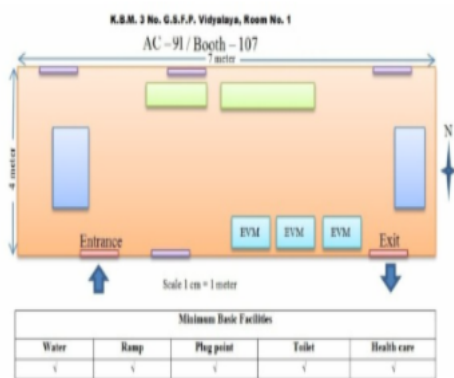 K.B.M. 3 No. G.S.F.P. Vidyalaya, Room No. 1
AC – 91 / Booth – 107
7 meter
4 meter
N
EVM EVM EVM
Entrance
Exit
Scale 1 cm = 1 meter
Minimum Basic Facilities
Water Ramp Plug point Toilet Health care
√ √ √ √ √